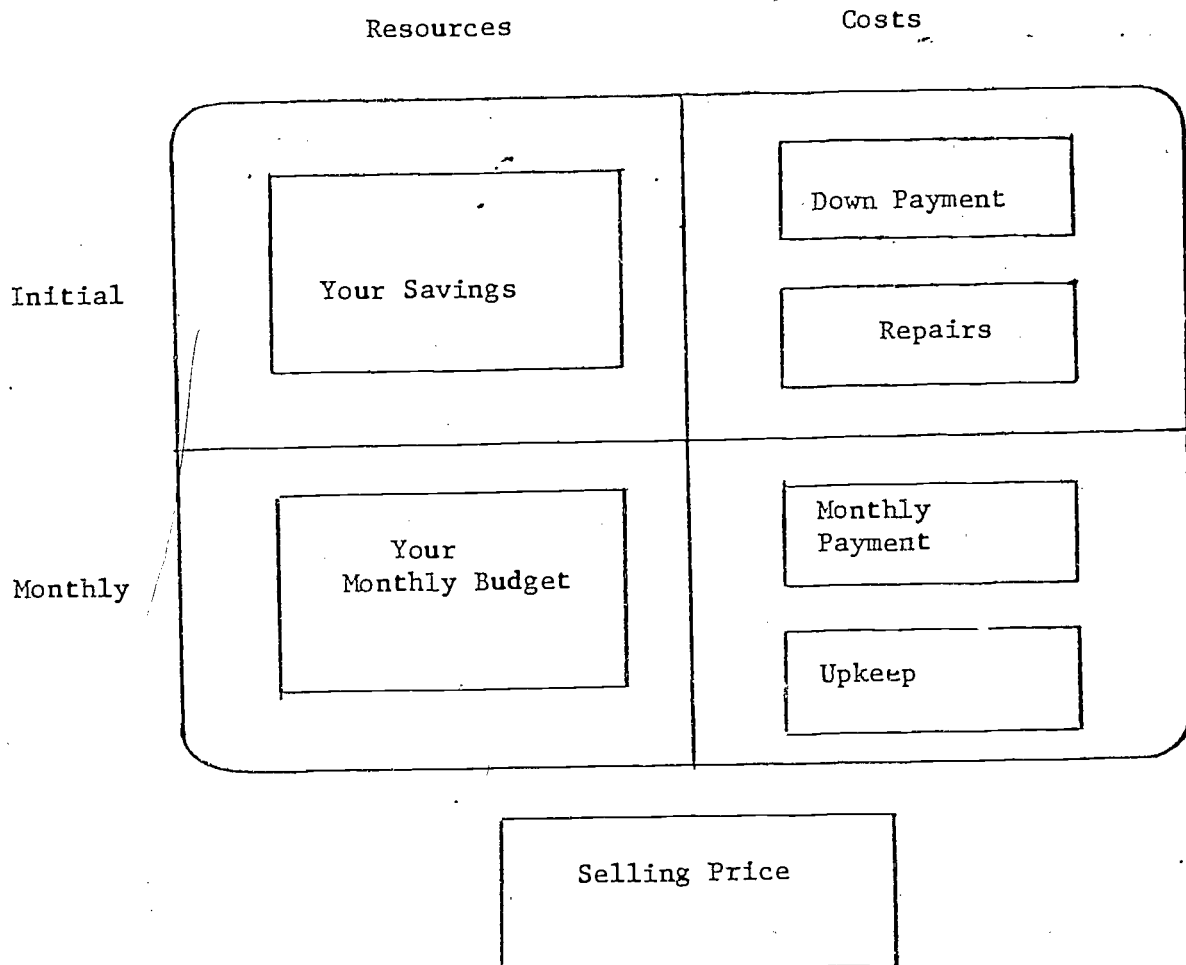 Resources
Costs
Initial
Your Savings
Down Payment
Repairs
Monthly
Your
Monthly Budget
Monthly
Payment
Upkeep
Selling Price